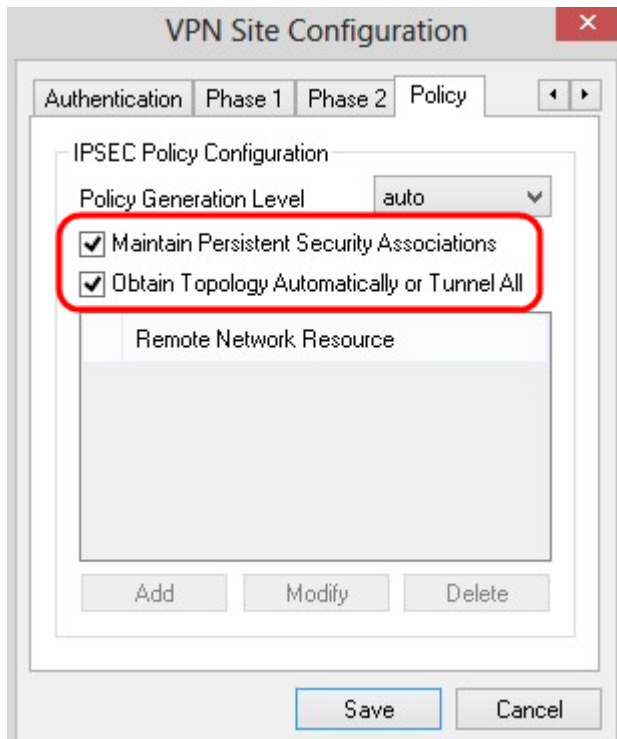 VPN Site Configuration
Authentication Phase 1 Phase 2 Policy
IPSEC Policy Configuration
Policy Generation Level auto
Maintain Persistent Security Associations
Obtain Topology Automatically or Tunnel All
Remote Network Resource
Add Modify Delete
Save Cancel